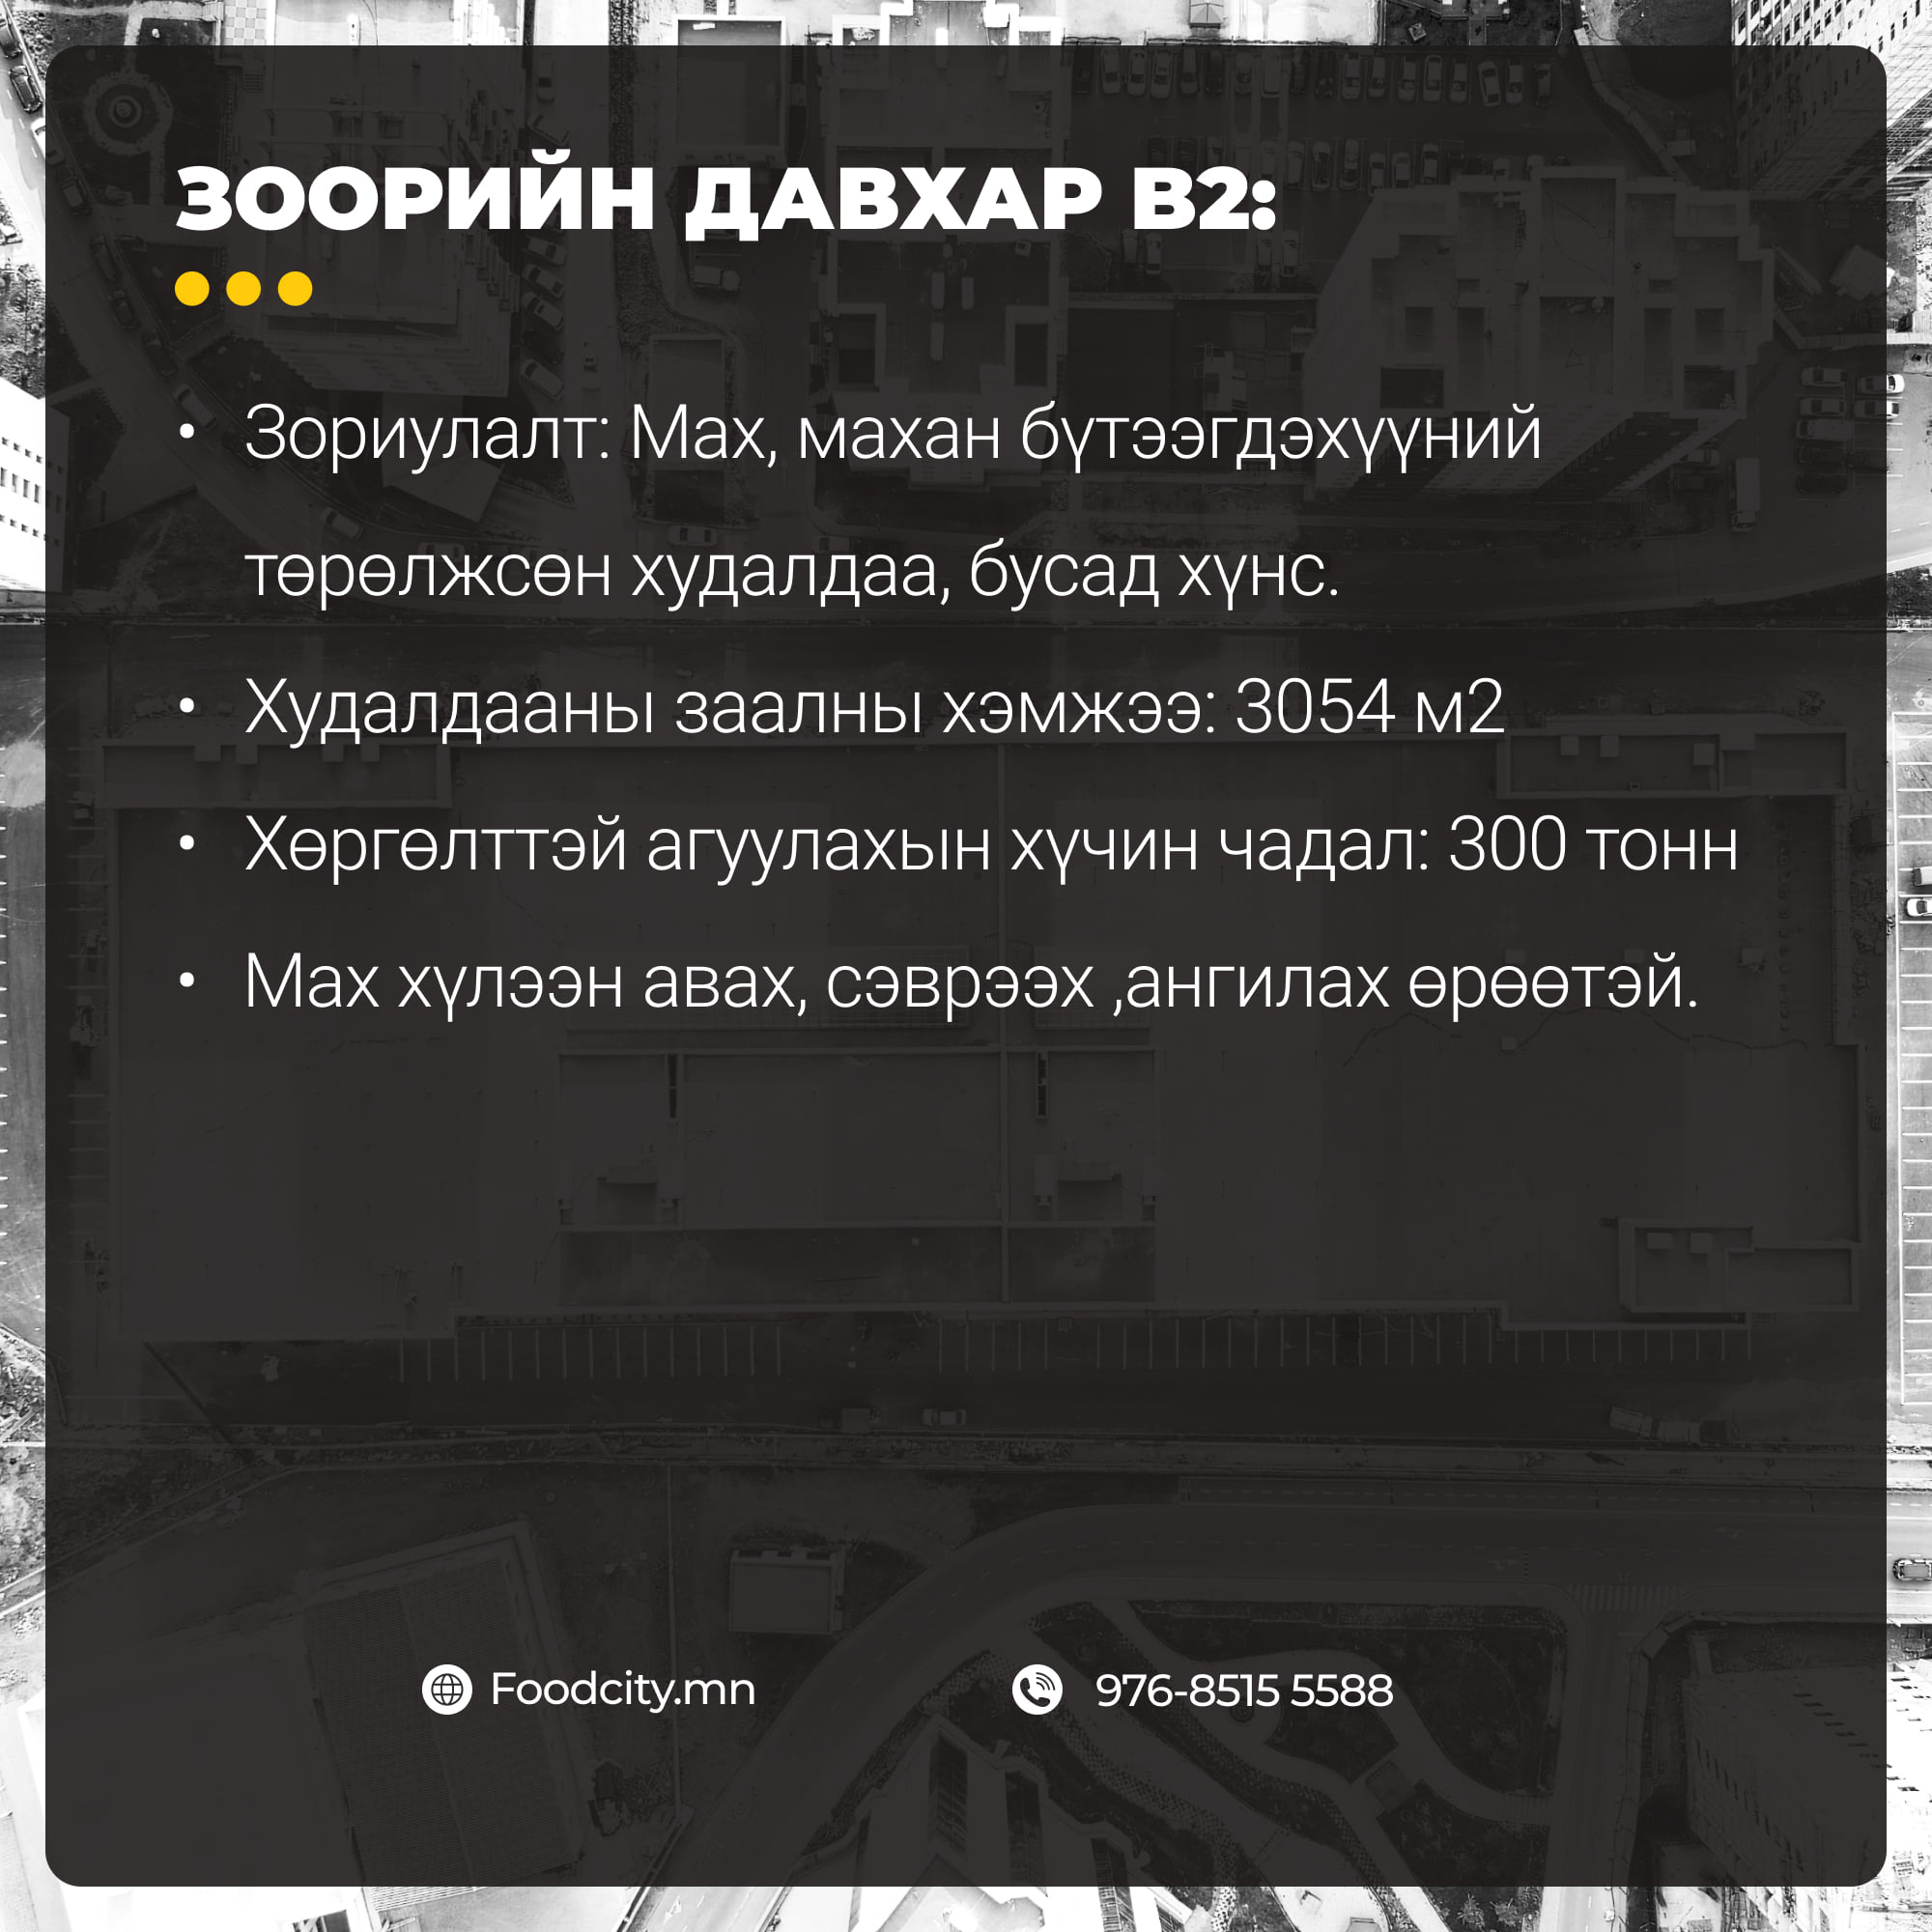 ЗООРИЙН ДАВХАР B2:
• Зориулалт: Мах, махан бүтээгдэхүүний
төрөлжсөн худалдаа, бусад хүнс.
• Худалдааны заалны хэмжээ: 3054 м2
• Хөргөлттэй агуулахын хүчин чадал: 300 тонн
• Мах хүлээн авах, сэврээх ,ангилах өрөөтэй.
Foodcity.mn
976-8515 5588